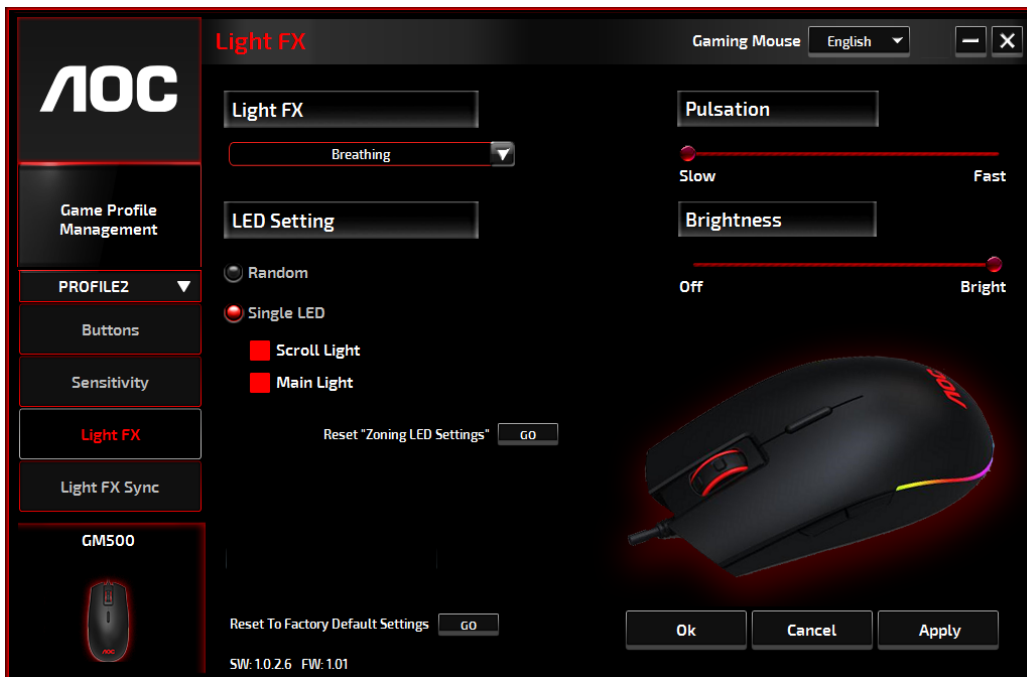 Light FX
Gaming Mouse English
AOC
Light FX
Breathing
Pulsation
Slow Fast
Game Profile
Management
LED Setting
Brightness
Off Bright
PROFILE2
Random
Single LED
Scroll Light
Main Light
Buttons
Sensitivity
Light FX
Light FX Sync
Reset "Zoning LED Settings" GO
AOC
GM500
AOC
Reset To Factory Default Settings GO
SW: 1.0.2.6 FW: 1.01
Ok Cancel Apply